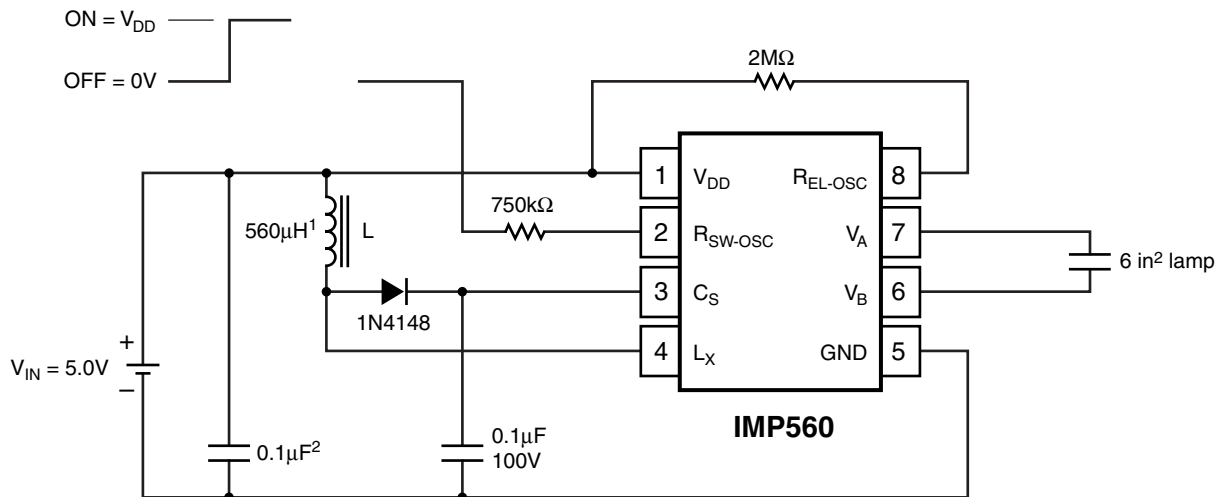 ON = V_DD
OFF = 0V
2MΩ
1 V_DD
R_EL-OSC 8
750kΩ
560µH¹ L
2 R_SW-OSC
V_A 7
6 in² lamp
3 C_S
V_B 6
1N4148
4 L_X
GND 5
+
V_IN = 5.0V
–
IMP560
0.1µF²
0.1µF
100V